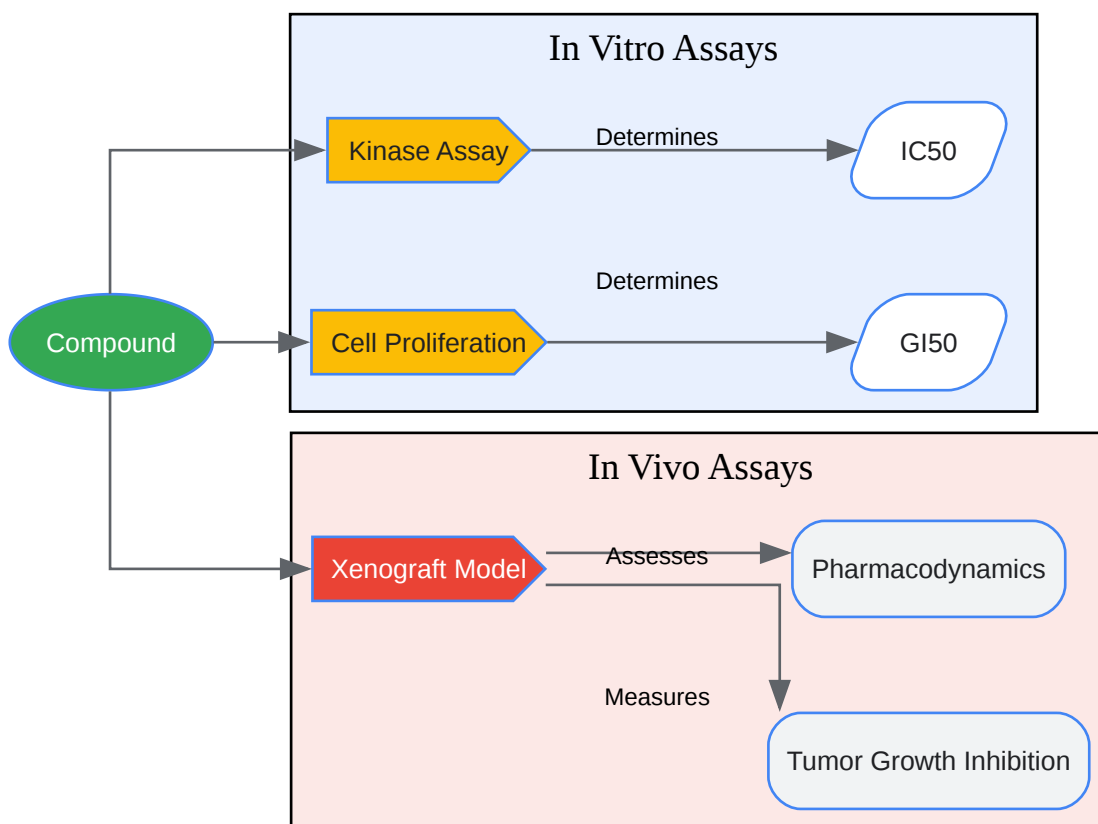 In Vitro Assays
Kinase Assay
Determines
IC50
Determines
Compound
Cell Proliferation
GI50
In Vivo Assays
Xenograft Model
Assesses
Pharmacodynamics
Measures
Tumor Growth Inhibition